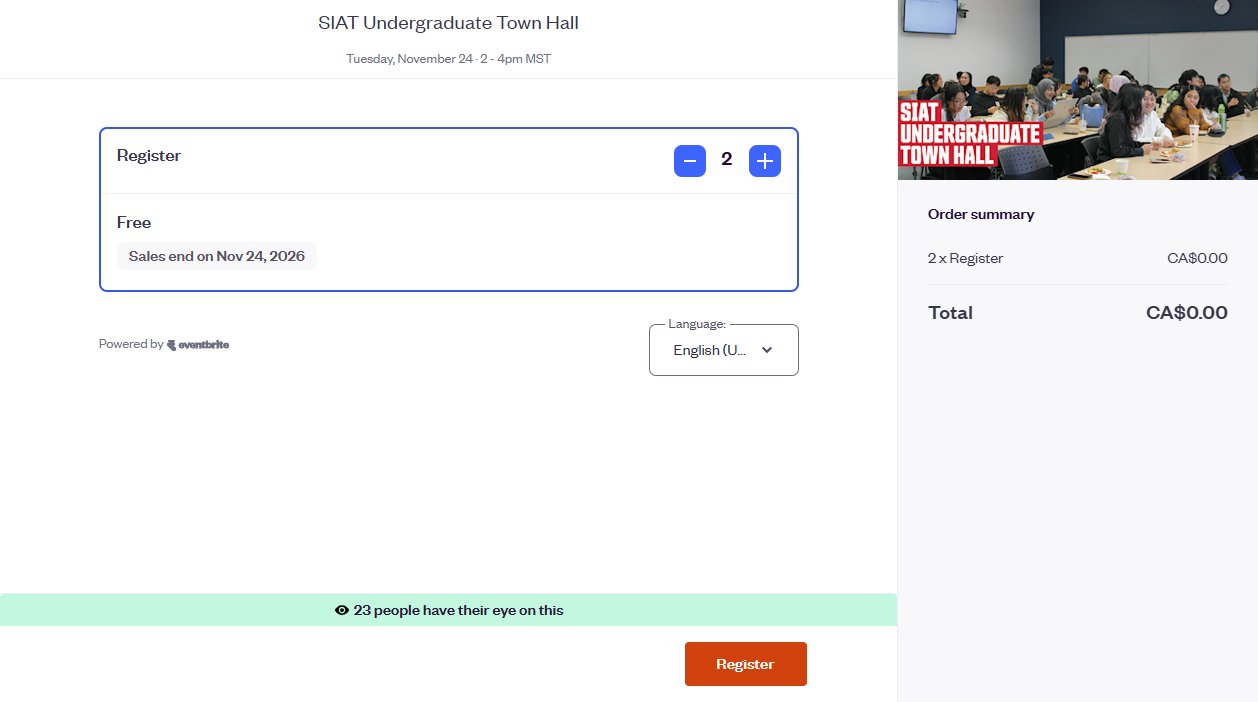 SIAT Undergraduate Town Hall
Tuesday, November 24 · 2 - 4pm MST
Register
2
Free
Sales end on Nov 24, 2026
Powered by eventbrite
Language:
English (U...
23 people have their eye on this
Register
SIAT
UNDERGRADUATE
TOWN HALL
Order summary
2 x Register CA$0.00
Total CA$0.00